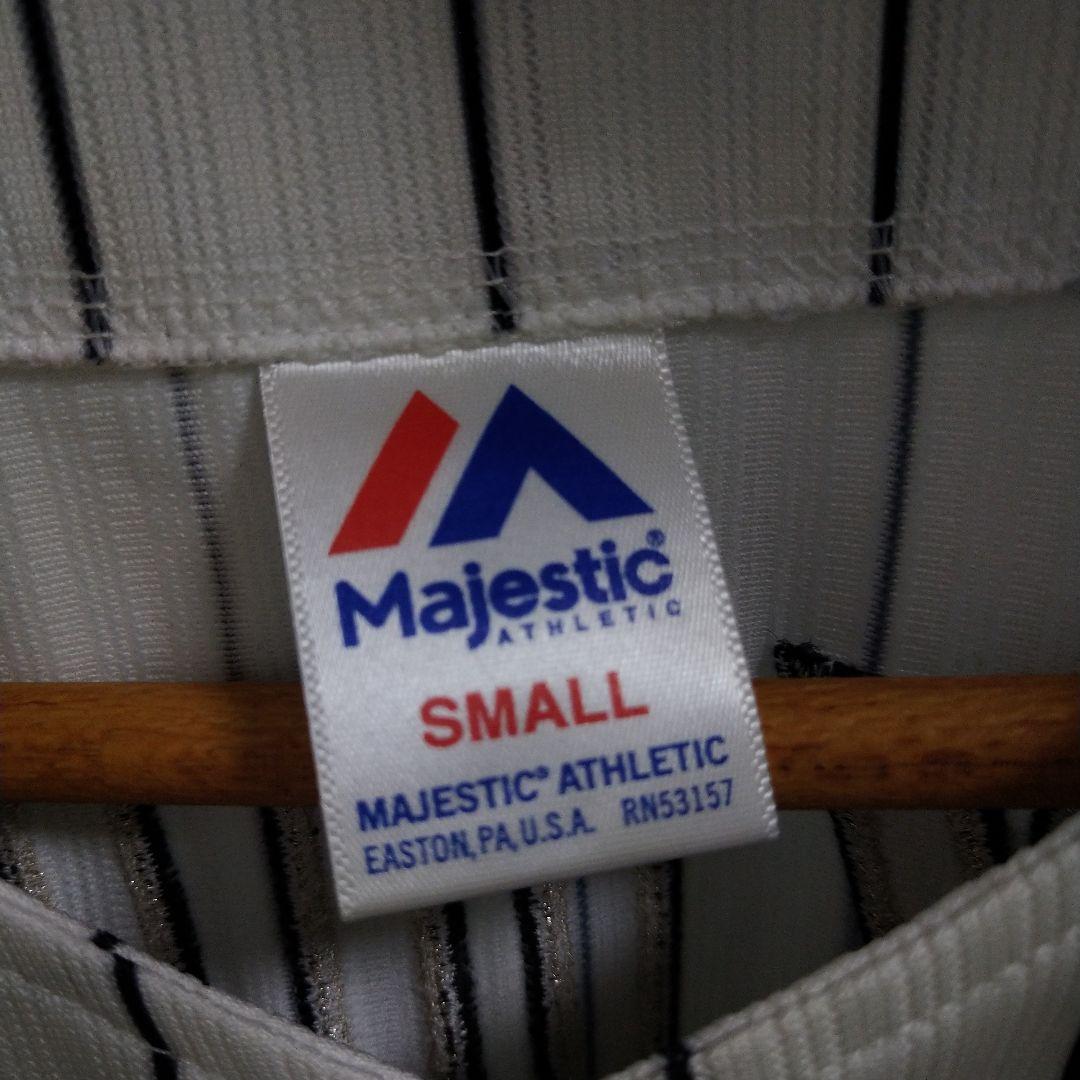 Majestic®
ATHLETIC
SMALL
MAJESTIC® ATHLETIC
EASTON, PA, U.S.A. RN53157